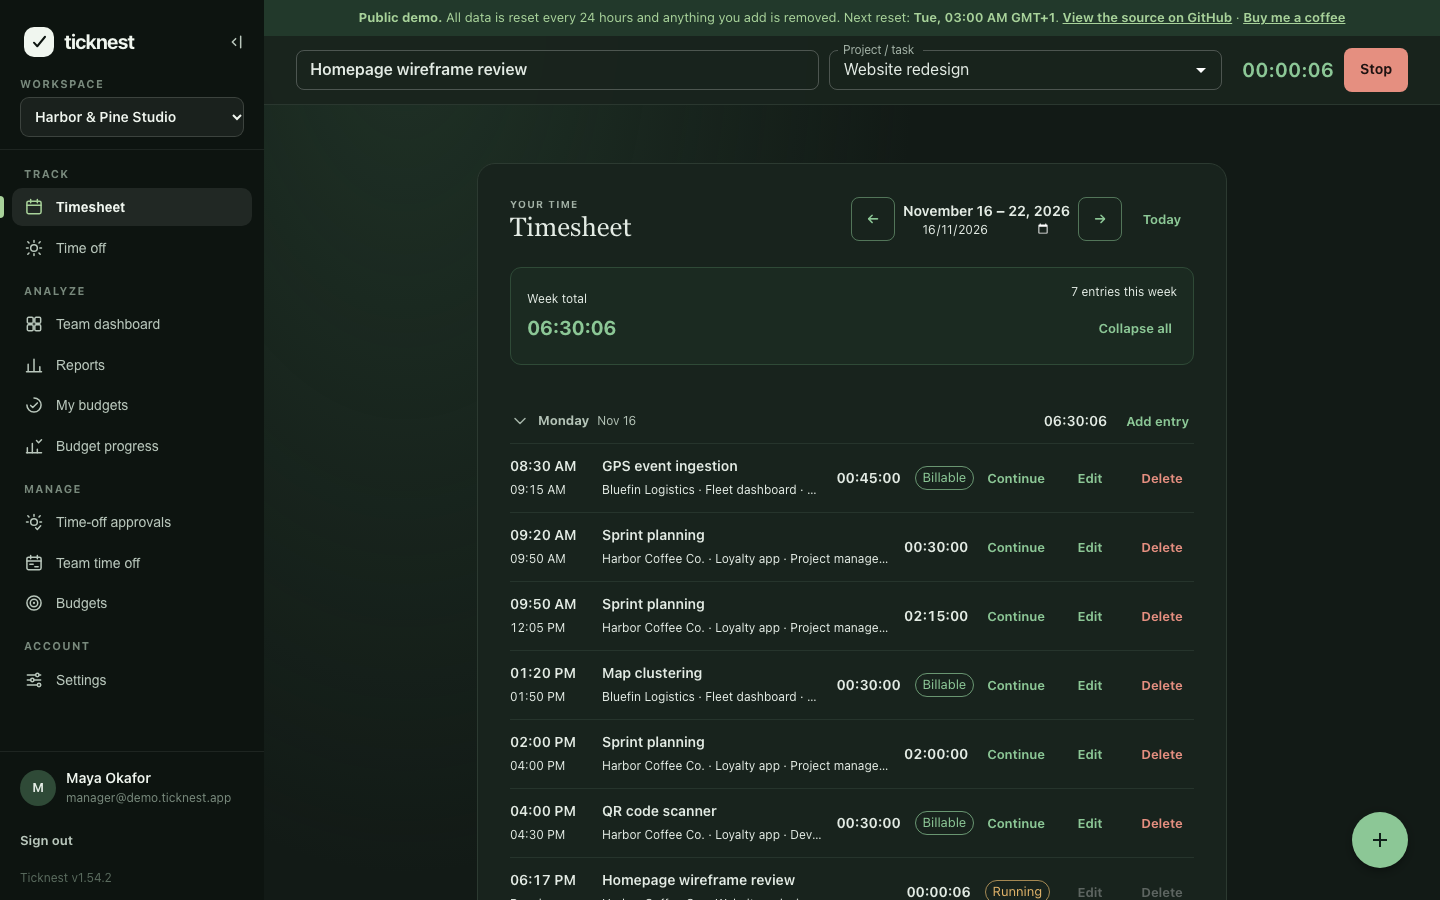 Public demo. All data is reset every 24 hours and anything you add is removed. Next reset: Tue, 03:00 AM GMT+1. View the source on GitHub · Buy me a coffee
ticknest
WORKSPACE
Harbor & Pine Studio
TRACK
Timesheet
Time off
ANALYZE
Team dashboard
Reports
My budgets
Budget progress
MANAGE
Time-off approvals
Team time off
Budgets
ACCOUNT
Settings
M
Maya Okafor
manager@demo.ticknest.app
Sign out
Ticknest v1.54.2
Homepage wireframe review
Project / task
Website redesign
00:00:06
Stop
YOUR TIME
Timesheet
November 16 – 22, 2026
16/11/2026
Today
Week total
06:30:06
7 entries this week
Collapse all
Monday Nov 16 06:30:06 Add entry
08:30 AM GPS event ingestion
09:15 AM Bluefin Logistics · Fleet dashboard · ...
00:45:00 Billable Continue Edit Delete
09:20 AM Sprint planning
09:50 AM Harbor Coffee Co. · Loyalty app · Project manage...
00:30:00 Continue Edit Delete
09:50 AM Sprint planning
12:05 PM Harbor Coffee Co. · Loyalty app · Project manage...
02:15:00 Continue Edit Delete
01:20 PM Map clustering
01:50 PM Bluefin Logistics · Fleet dashboard · ...
00:30:00 Billable Continue Edit Delete
02:00 PM Sprint planning
04:00 PM Harbor Coffee Co. · Loyalty app · Project manage...
02:00:00 Continue Edit Delete
04:00 PM QR code scanner
04:30 PM Harbor Coffee Co. · Loyalty app · Dev...
00:30:00 Billable Continue Edit Delete
06:17 PM Homepage wireframe review
00:00:06 Running Edit Delete